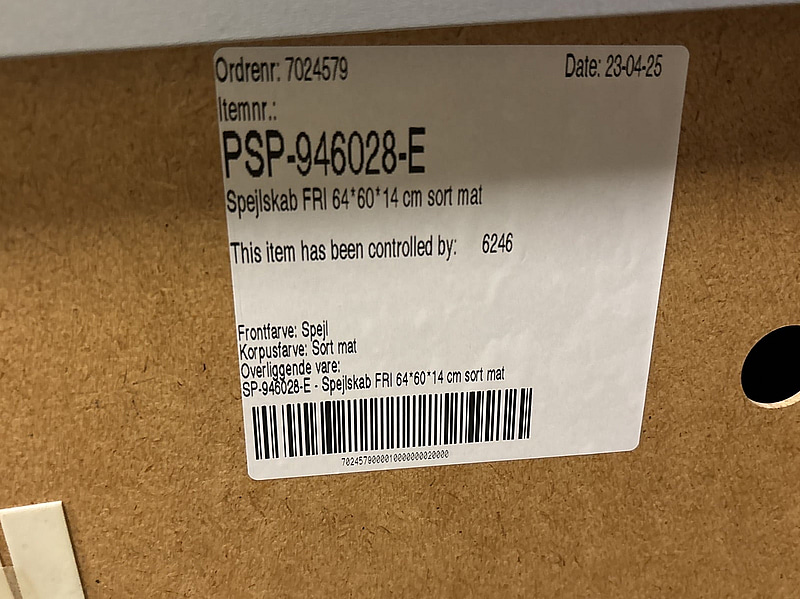 Ordrenr: 7024579
Date: 23-04-25
Itemnr.:
PSP-946028-E
Spejlskab FRI 64*60*14 cm sort mat
This item has been controlled by: 6246
Frontfarve: Spejl
Korpusfarve: Sort mat
Overliggende vare:
SP-946028-E - Spejlskab FRI 64*60*14 cm sort mat
7024579000010000000020000